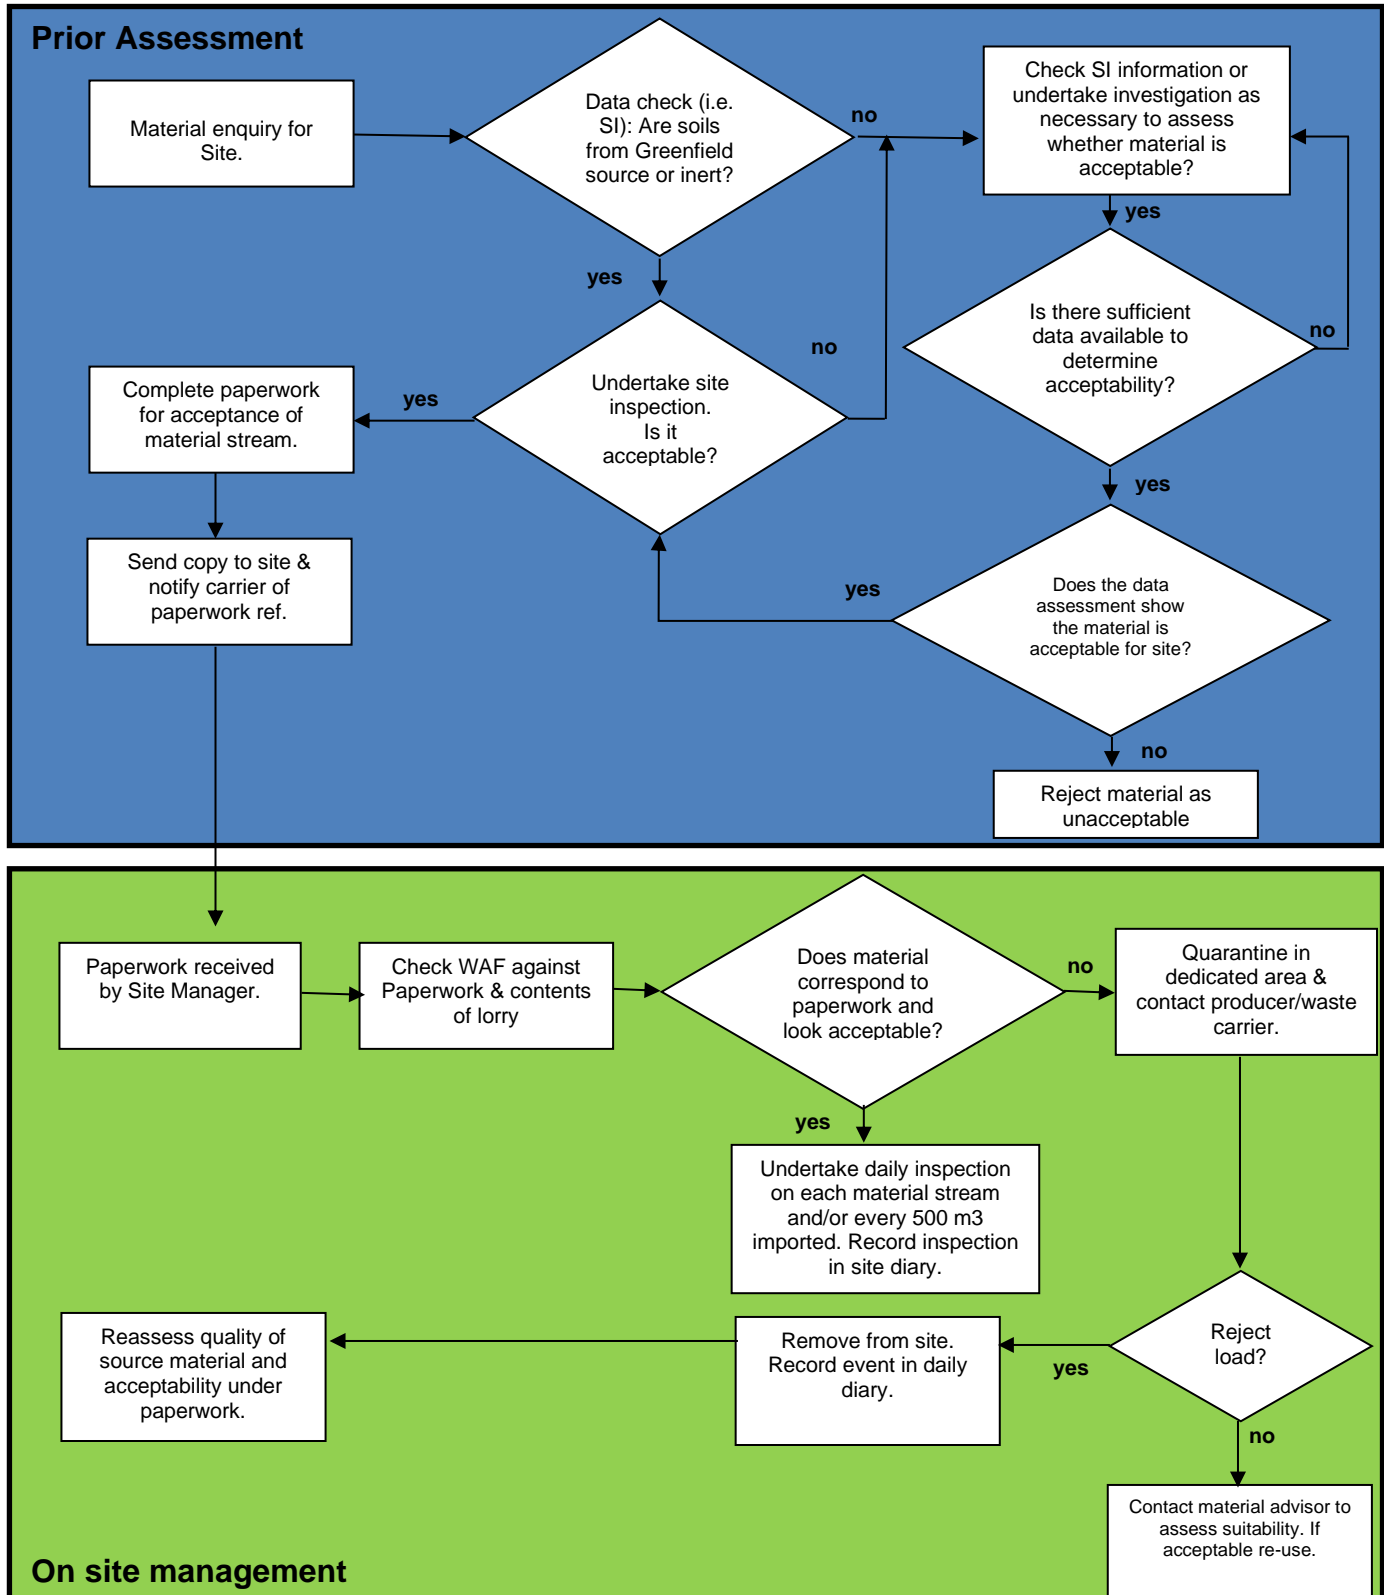 Prior Assessment
Material enquiry for
Site.
Data check (i.e.
SI): Are soils
from Greenfield
source or inert?
no
Check SI information or
undertake investigation as
necessary to assess
whether material is
acceptable?
yes
yes
Is there sufficient
data available to
determine
acceptability?
no
no
Undertake site
inspection.
Is it
acceptable?
yes
Complete paperwork
for acceptance of
material stream.
yes
Send copy to site &
notify carrier of
paperwork ref.
Does the data
assessment show
the material is
acceptable for site?
yes
no
Reject material as
unacceptable
Paperwork received
by Site Manager.
Check WAF against
Paperwork & contents
of lorry
Does material
correspond to
paperwork and
look acceptable?
no
Quarantine in
dedicated area &
contact producer/waste
carrier.
yes
Undertake daily inspection
on each material stream
and/or every 500 m3
imported. Record inspection
in site diary.
Reject
load?
yes
Remove from site.
Record event in daily
diary.
Reassess quality of
source material and
acceptability under
paperwork.
no
Contact material advisor to
assess suitability. If
acceptable re-use.
On site management